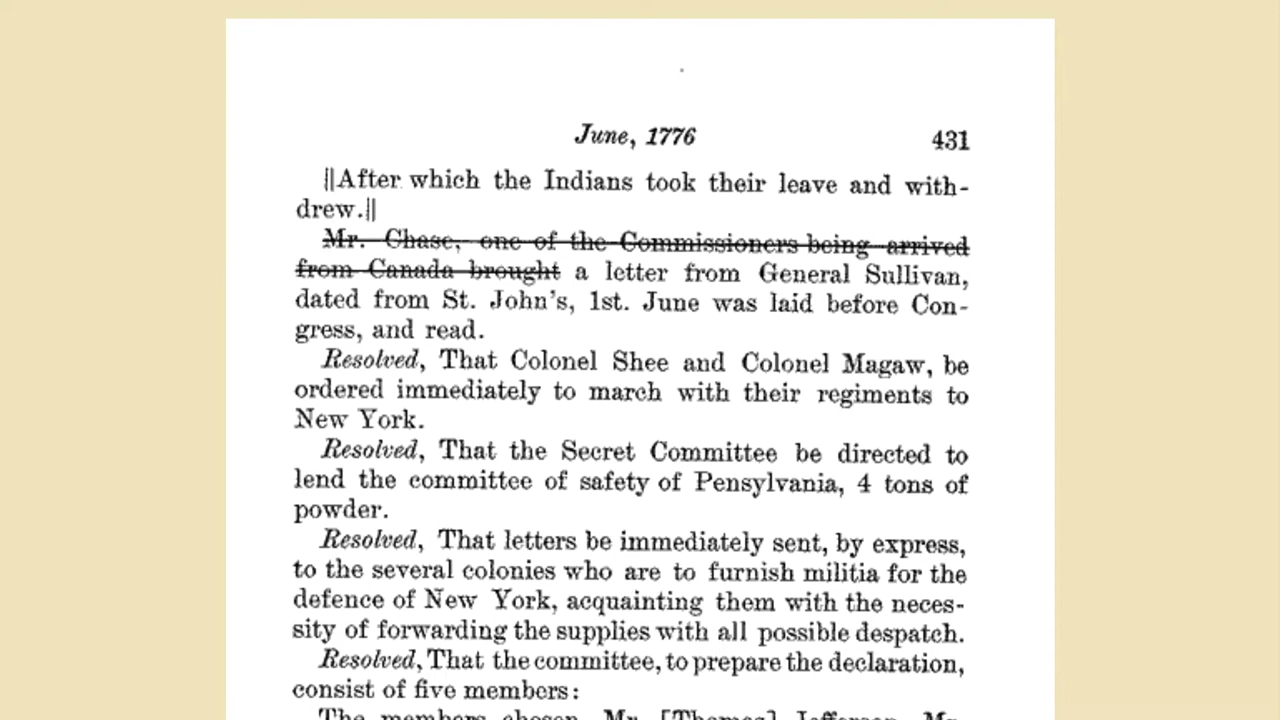 June, 1776 431
||After which the Indians took their leave and with-
drew.||
Mr. Chase, one of the Commissioners being arrived
from Canada brought a letter from General Sullivan,
dated from St. John's, 1st. June was laid before Con-
gress, and read.
Resolved, That Colonel Shee and Colonel Magaw, be
ordered immediately to march with their regiments to
New York.
Resolved, That the Secret Committee be directed to
lend the committee of safety of Pensylvania, 4 tons of
powder.
Resolved, That letters be immediately sent, by express,
to the several colonies who are to furnish militia for the
defence of New York, acquainting them with the neces-
sity of forwarding the supplies with all possible despatch.
Resolved, That the committee, to prepare the declaration,
consist of five members:
The members chosen, Mr. [Thomas] Jefferson, Mr.